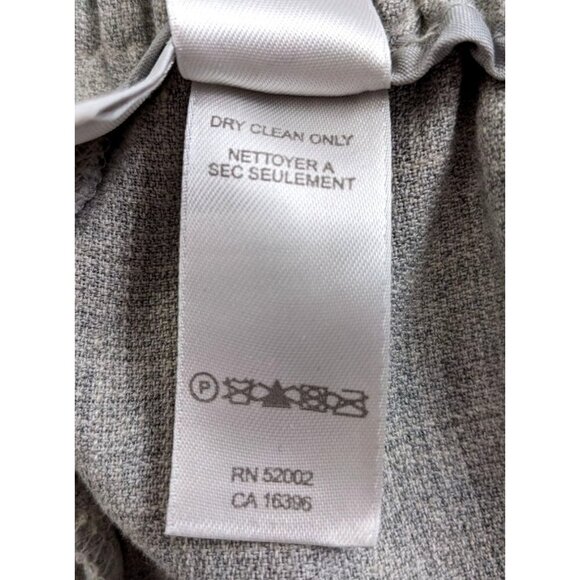 DRY CLEAN ONLY
NETTOYER A
SEC SEULEMENT
P
RN 52002
CA 16396